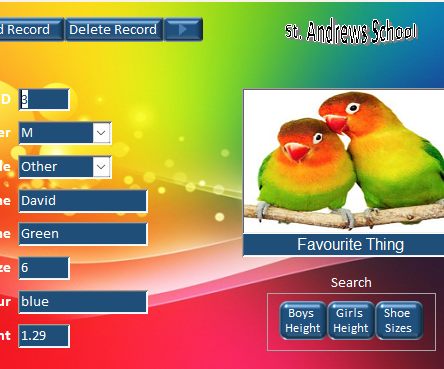 d Record Delete Record
St. Andrews School
D 3
er M
le Other
ne David
ne Green
ze 6
ur blue
nt 1.29
Favourite Thing
Search
Boys Height Girls Height Shoe Sizes